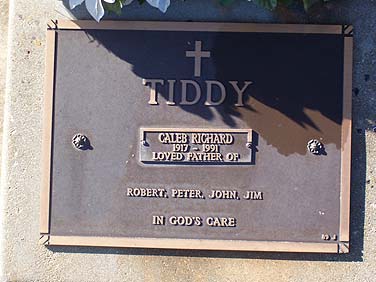 TIDDY
CALEB RICHARD
1917 - 1991
LOVED FATHER OF
ROBERT, PETER, JOHN, JIM
IN GOD'S CARE